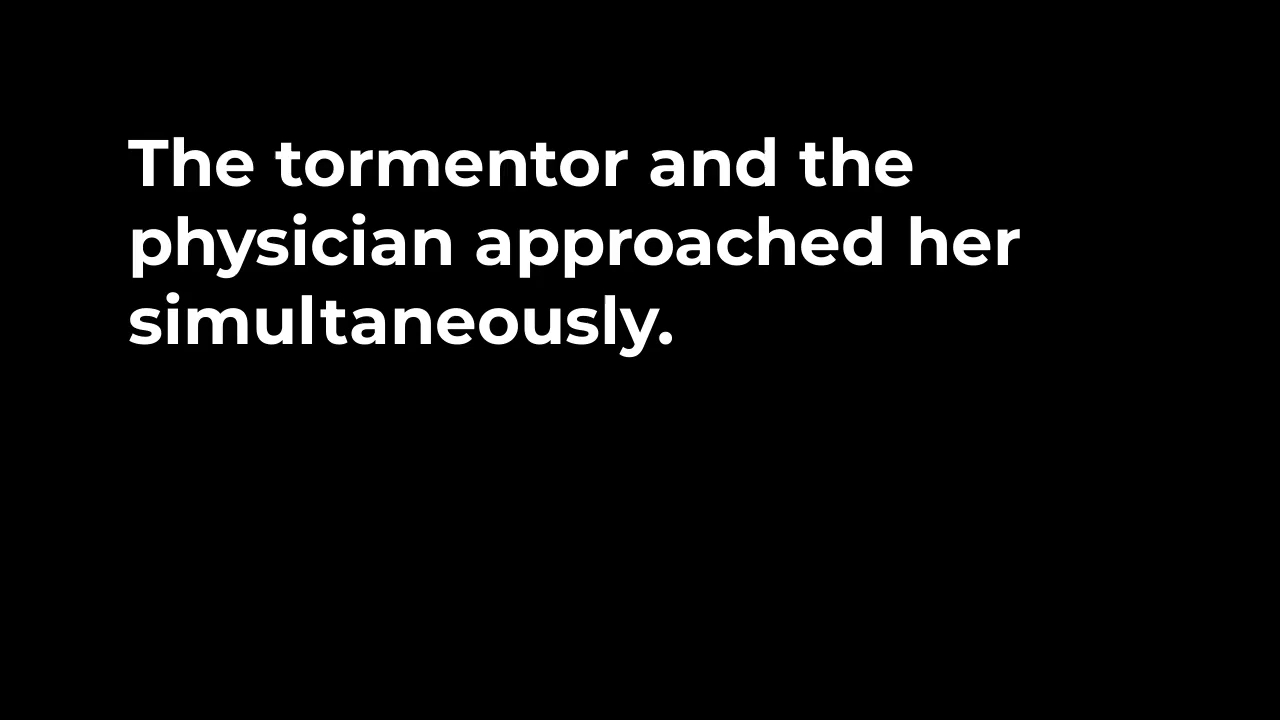 The tormentor and the
physician approached her
simultaneously.